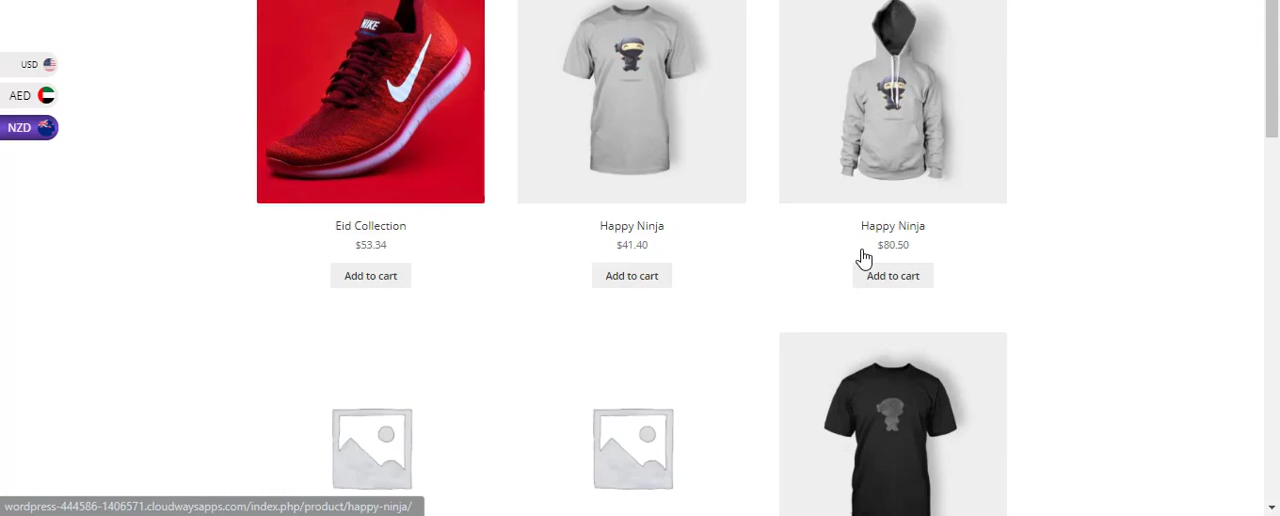 NIKE
USD
AED
NZD
Eid Collection
Happy Ninja
Happy Ninja
$53.34
$41.40
$80.50
Add to cart
Add to cart
Add to cart
wordpress-444586-1406571.cloudwaysapps.com/index.php/product/happy-ninja/